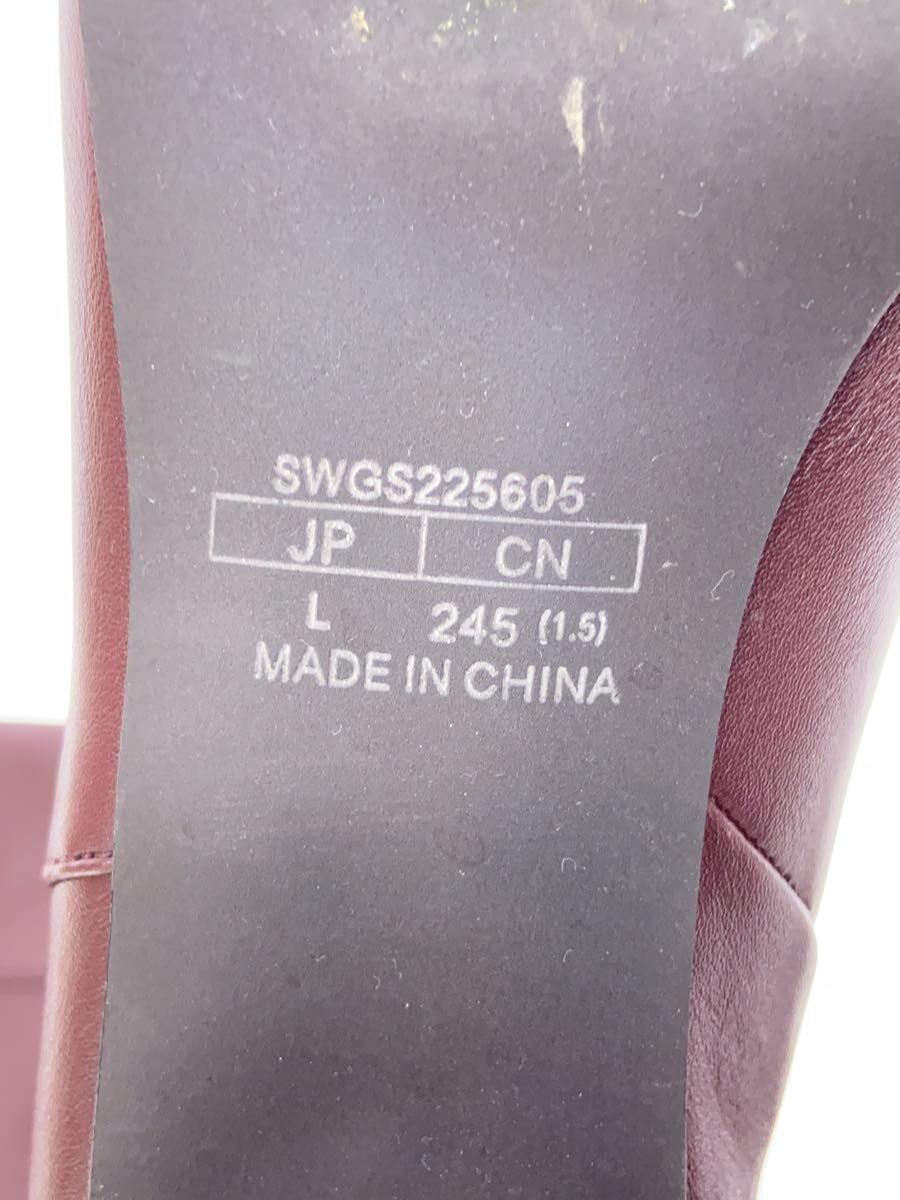 SWGS225605
JP CN
L 245 (1.5)
MADE IN CHINA